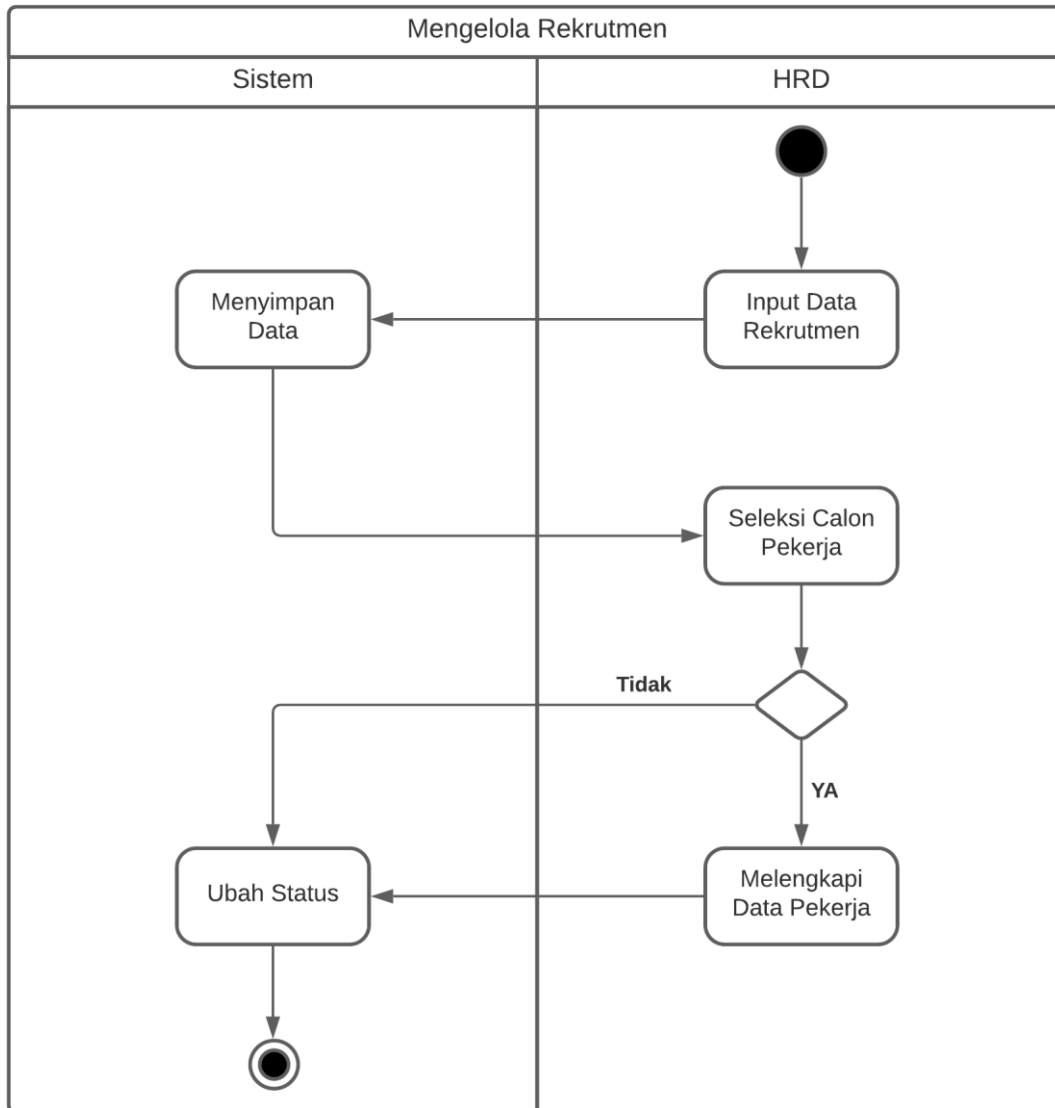 Mengelola Rekrutmen
Sistem
HRD
Menyimpan
Data
Input Data
Rekrutmen
Seleksi Calon
Pekerja
Tidak
YA
Ubah Status
Melengkapi
Data Pekerja